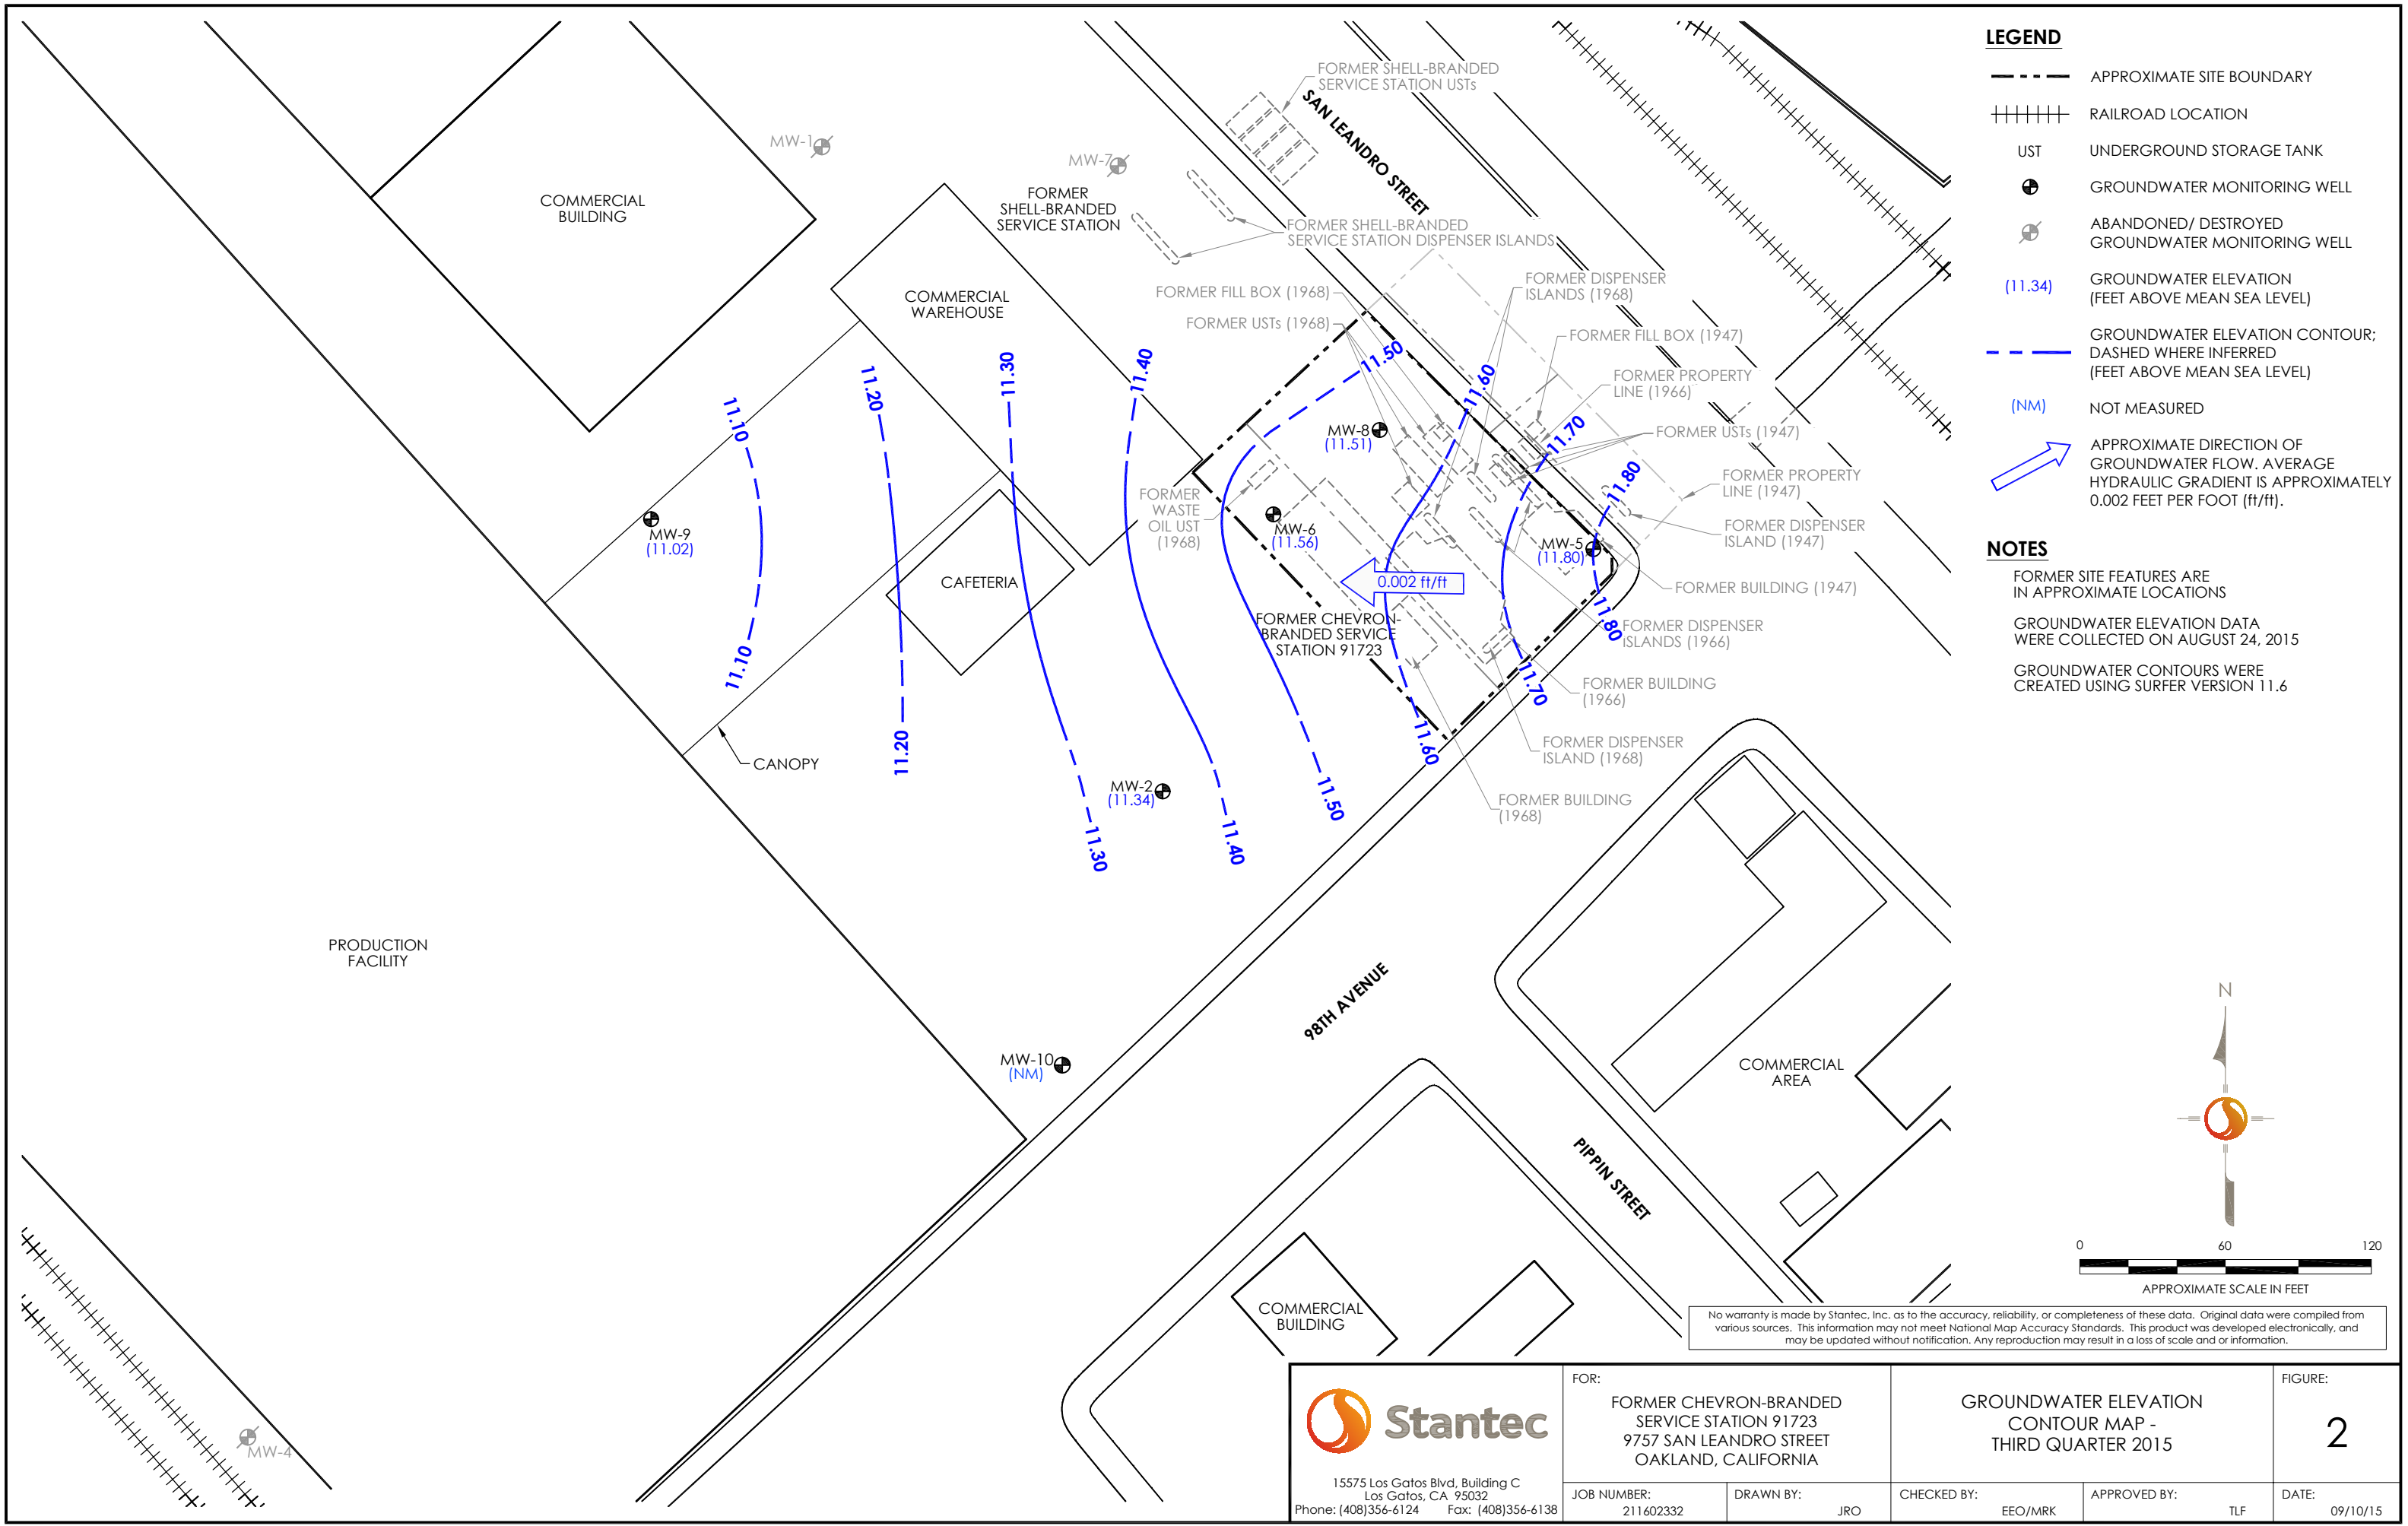 FORMER SHELL-BRANDED
SERVICE STATION USTs
SAN LEANDRO STREET
MW-1
MW-7
COMMERCIAL
BUILDING
FORMER
SHELL-BRANDED
SERVICE STATION
FORMER SHELL-BRANDED
SERVICE STATION DISPENSER ISLANDS
COMMERCIAL
WAREHOUSE
FORMER FILL BOX (1968)
FORMER USTs (1968)
FORMER DISPENSER
ISLANDS (1968)
FORMER FILL BOX (1947)
FORMER PROPERTY
LINE (1966)
FORMER USTs (1947)
FORMER PROPERTY
LINE (1947)
FORMER DISPENSER
ISLAND (1947)
FORMER BUILDING (1947)
FORMER DISPENSER
ISLANDS (1966)
FORMER BUILDING
(1966)
FORMER DISPENSER
ISLAND (1968)
FORMER BUILDING
(1968)
11.10
11.20
11.30
11.40
11.50
11.60
11.70
11.80
MW-8
(11.51)
FORMER
WASTE
OIL UST
(1968)
MW-6
(11.56)
MW-5
(11.80)
MW-9
(11.02)
CAFETERIA
0.002 ft/ft
FORMER CHEVRON-
BRANDED SERVICE
STATION 91723
11.10
11.20
11.30
11.40
11.50
11.60
11.70
11.80
CANOPY
MW-2
(11.34)
PRODUCTION
FACILITY
MW-10
(NM)
98TH AVENUE
COMMERCIAL
AREA
PIPPIN STREET
COMMERCIAL
BUILDING
MW-4
LEGEND
APPROXIMATE SITE BOUNDARY
RAILROAD LOCATION
UST UNDERGROUND STORAGE TANK
GROUNDWATER MONITORING WELL
ABANDONED/ DESTROYED
GROUNDWATER MONITORING WELL
(11.34) GROUNDWATER ELEVATION
(FEET ABOVE MEAN SEA LEVEL)
GROUNDWATER ELEVATION CONTOUR;
DASHED WHERE INFERRED
(FEET ABOVE MEAN SEA LEVEL)
(NM) NOT MEASURED
APPROXIMATE DIRECTION OF
GROUNDWATER FLOW. AVERAGE
HYDRAULIC GRADIENT IS APPROXIMATELY
0.002 FEET PER FOOT (ft/ft).
NOTES
FORMER SITE FEATURES ARE
IN APPROXIMATE LOCATIONS
GROUNDWATER ELEVATION DATA
WERE COLLECTED ON AUGUST 24, 2015
GROUNDWATER CONTOURS WERE
CREATED USING SURFER VERSION 11.6
N
0 60 120
APPROXIMATE SCALE IN FEET
No warranty is made by Stantec, Inc. as to the accuracy, reliability, or completeness of these data. Original data were compiled from
various sources. This information may not meet National Map Accuracy Standards. This product was developed electronically, and
may be updated without notification. Any reproduction may result in a loss of scale and or information.
Stantec
15575 Los Gatos Blvd, Building C
Los Gatos, CA 95032
Phone: (408)356-6124 Fax: (408)356-6138
FOR:
FORMER CHEVRON-BRANDED
SERVICE STATION 91723
9757 SAN LEANDRO STREET
OAKLAND, CALIFORNIA
GROUNDWATER ELEVATION
CONTOUR MAP -
THIRD QUARTER 2015
FIGURE:
2
JOB NUMBER:
211602332
DRAWN BY:
JRO
CHECKED BY:
EEO/MRK
APPROVED BY:
TLF
DATE:
09/10/15